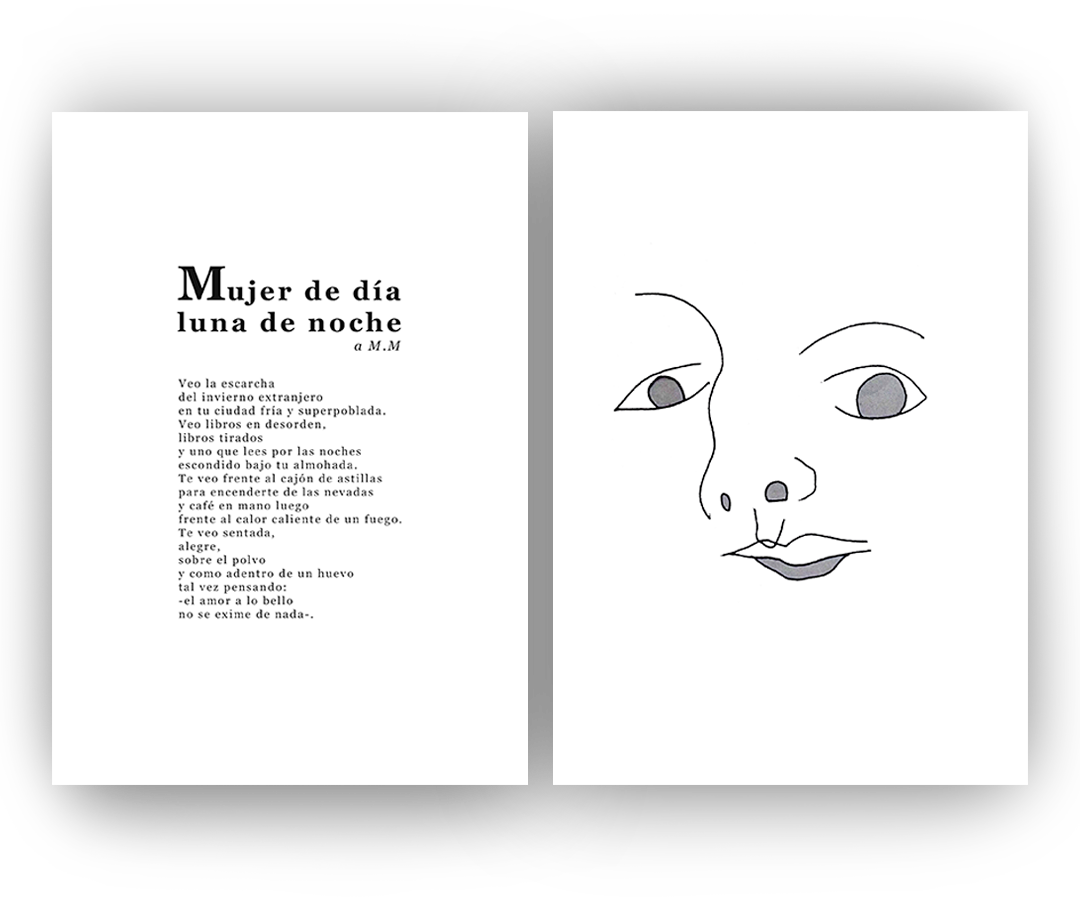 Mujer de día
luna de noche
a M.M
Veo la escarcha
del invierno extranjero
en tu ciudad fría y superpoblada.
Veo libros en desorden,
libros tirados
y uno que lees por las noches
escondido bajo tu almohada.
Te veo frente al cajón de astillas
para encenderte de las nevadas
y café en mano luego
frente al calor caliente de un fuego.
Te veo sentada,
alegre,
sobre el polvo
y como adentro de un huevo
tal vez pensando:
-el amor a lo bello
no se exime de nada-.